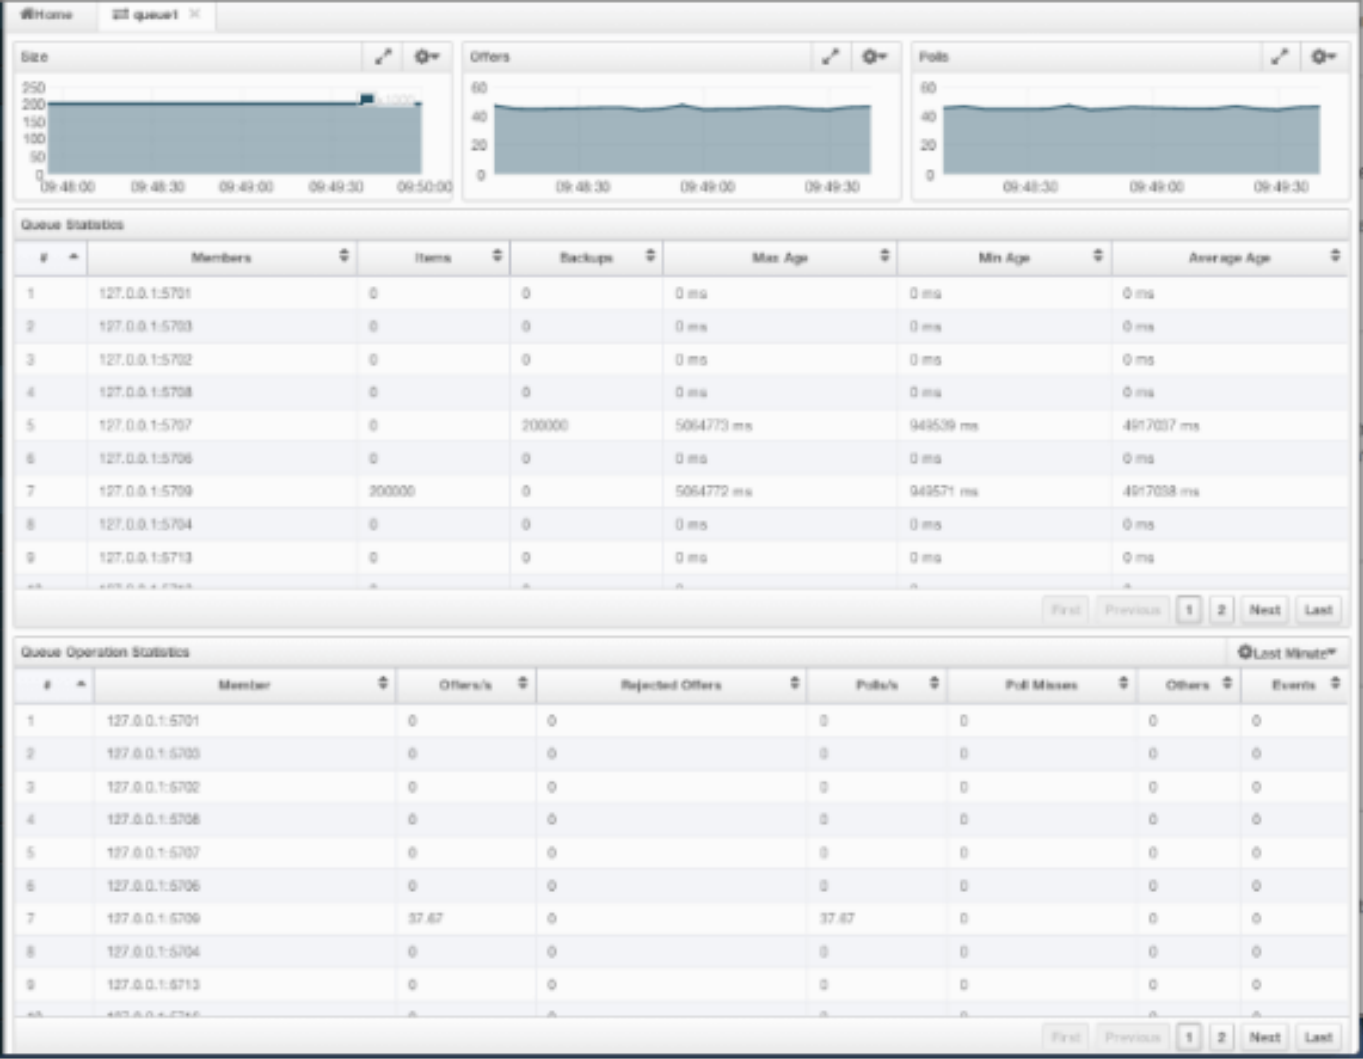 Home queue1
Size Offers Polls
250 60 60
200 x1000
150 40 40
100
50 20 20
0 0 0
09:48:00 09:48:30 09:49:00 09:49:30 09:50:00 09:48:30 09:49:00 09:49:30 09:48:30 09:49:00 09:49:30
Queue Statistics
# Members Items Backups Max Age Min Age Average Age
1 127.0.0.1:5701 0 0 0 ms 0 ms 0 ms
2 127.0.0.1:5703 0 0 0 ms 0 ms 0 ms
3 127.0.0.1:5702 0 0 0 ms 0 ms 0 ms
4 127.0.0.1:5708 0 0 0 ms 0 ms 0 ms
5 127.0.0.1:5707 0 200000 5064773 ms 949539 ms 4917037 ms
6 127.0.0.1:5706 0 0 0 ms 0 ms 0 ms
7 127.0.0.1:5709 200000 0 5064772 ms 949571 ms 4917038 ms
8 127.0.0.1:5704 0 0 0 ms 0 ms 0 ms
9 127.0.0.1:5713 0 0 0 ms 0 ms 0 ms
First Previous 1 2 Next Last
Queue Operation Statistics Last Minute
# Member Offers/s Rejected Offers Polls/s Poll Misses Others Events
1 127.0.0.1:5701 0 0 0 0 0 0
2 127.0.0.1:5703 0 0 0 0 0 0
3 127.0.0.1:5702 0 0 0 0 0 0
4 127.0.0.1:5708 0 0 0 0 0 0
5 127.0.0.1:5707 0 0 0 0 0 0
6 127.0.0.1:5706 0 0 0 0 0 0
7 127.0.0.1:5709 37.67 0 37.67 0 0 0
8 127.0.0.1:5704 0 0 0 0 0 0
9 127.0.0.1:5713 0 0 0 0 0 0
First Previous 1 2 Next Last